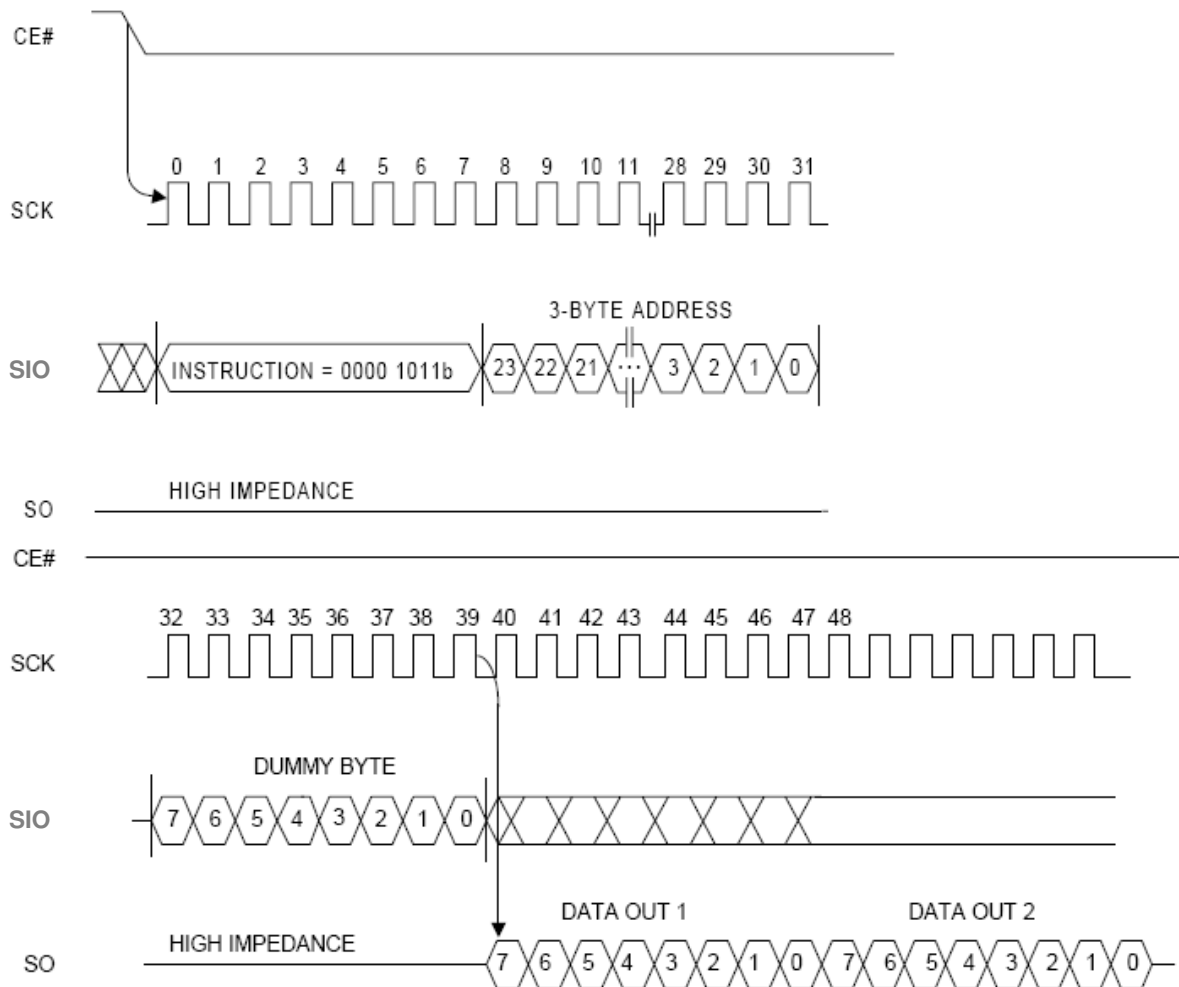 CE#
0 1 2 3 4 5 6 7 8 9 10 11 28 29 30 31
SCK
3-BYTE ADDRESS
SIO INSTRUCTION = 0000 1011b 23 22 21 ... 3 2 1 0
HIGH IMPEDANCE
SO
CE#
32 33 34 35 36 37 38 39 40 41 42 43 44 45 46 47 48
SCK
DUMMY BYTE
SIO 7 6 5 4 3 2 1 0
DATA OUT 1 DATA OUT 2
HIGH IMPEDANCE
SO 7 6 5 4 3 2 1 0 7 6 5 4 3 2 1 0